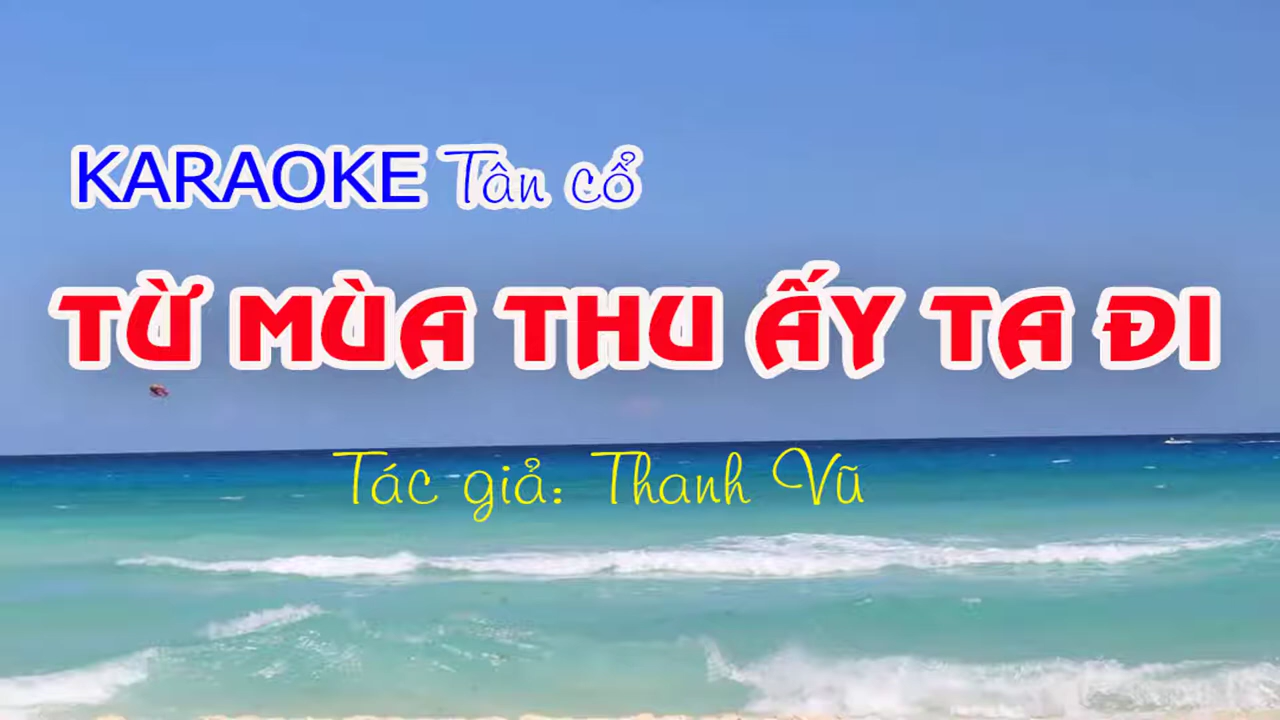 KARAOKE Tân cổ
TỪ MÙA THU ẤY TA ĐI
Tác giả: Thanh Vũ